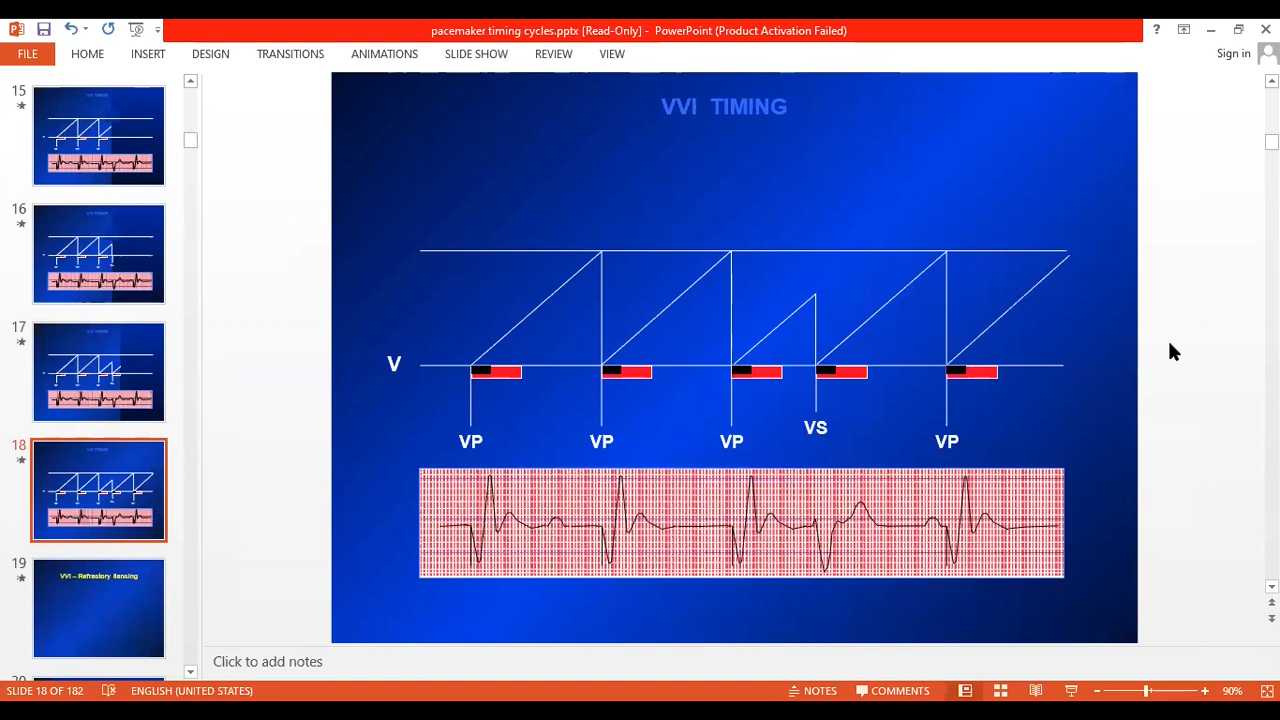 pacemaker timing cycles.pptx [Read-Only] - PowerPoint (Product Activation Failed)
?
FILE HOME INSERT DESIGN TRANSITIONS ANIMATIONS SLIDE SHOW REVIEW VIEW
Sign in
15
16
17
18
19
VVI – Refractory Sensing
VVI TIMING
V
VP VP VP VS VP
Click to add notes
SLIDE 18 OF 182 ENGLISH (UNITED STATES) NOTES COMMENTS 90%